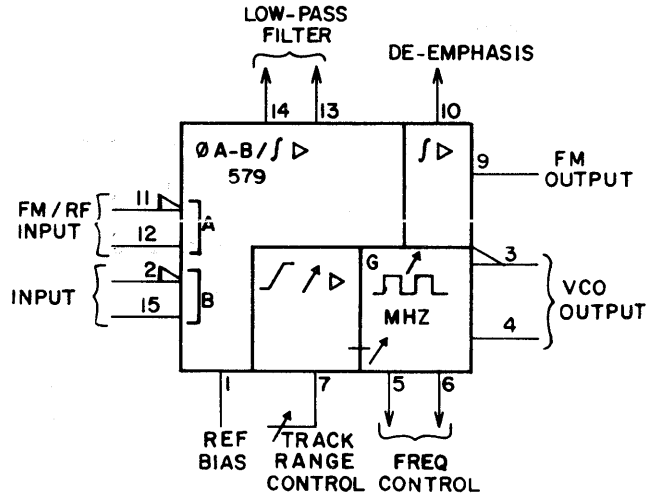 LOW-PASS
FILTER
DE-EMPHASIS
14
13
10
Ø A-B / ∫ ▷
579
∫ ▷
9
FM
OUTPUT
FM/RF
INPUT
11
12
A
INPUT
2
15
B
G
MHZ
3
4
VCO
OUTPUT
1
7
5
6
REF
BIAS
TRACK
RANGE
CONTROL
FREQ
CONTROL